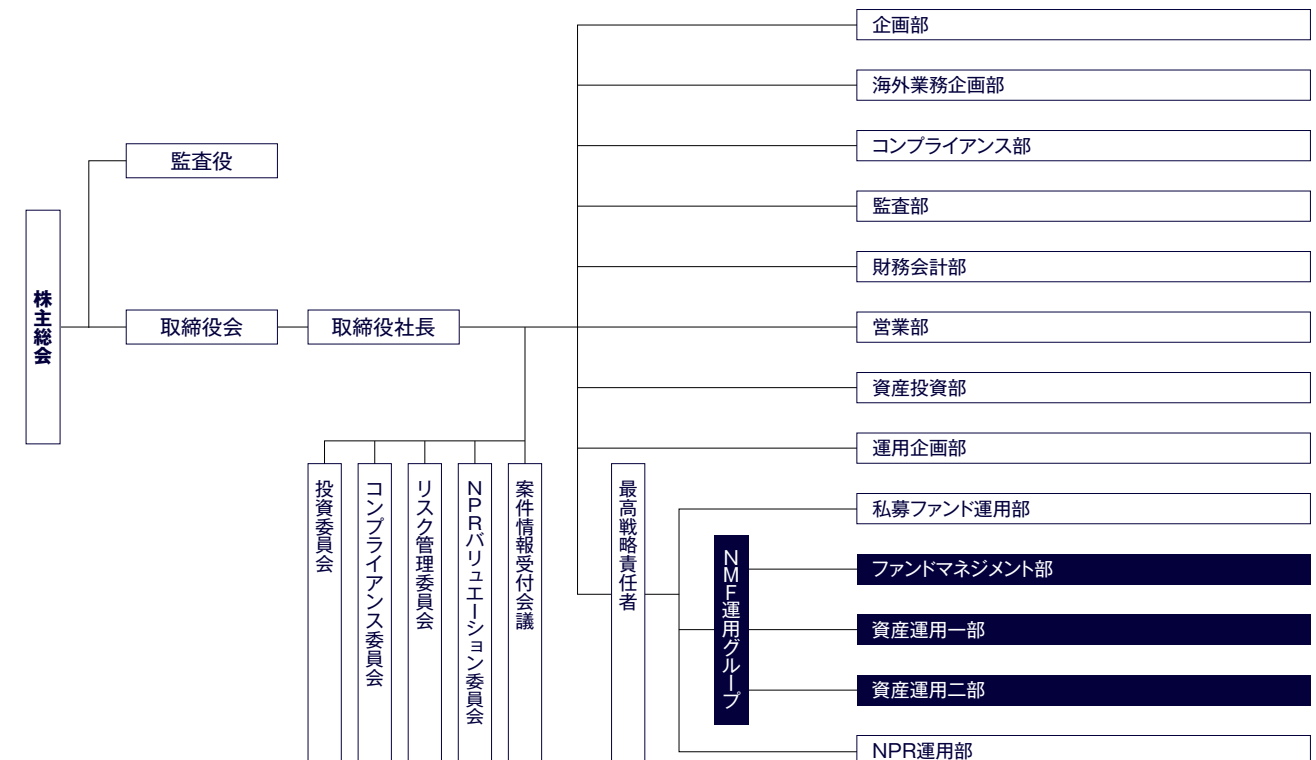 株主総会
監査役
取締役会
取締役社長
投資委員会
コンプライアンス委員会
リスク管理委員会
NPRバリュエーション委員会
案件情報受付会議
最高戦略責任者
NMF運用グループ
企画部
海外業務企画部
コンプライアンス部
監査部
財務会計部
営業部
資産投資部
運用企画部
私募ファンド運用部
ファンドマネジメント部
資産運用一部
資産運用二部
NPR運用部